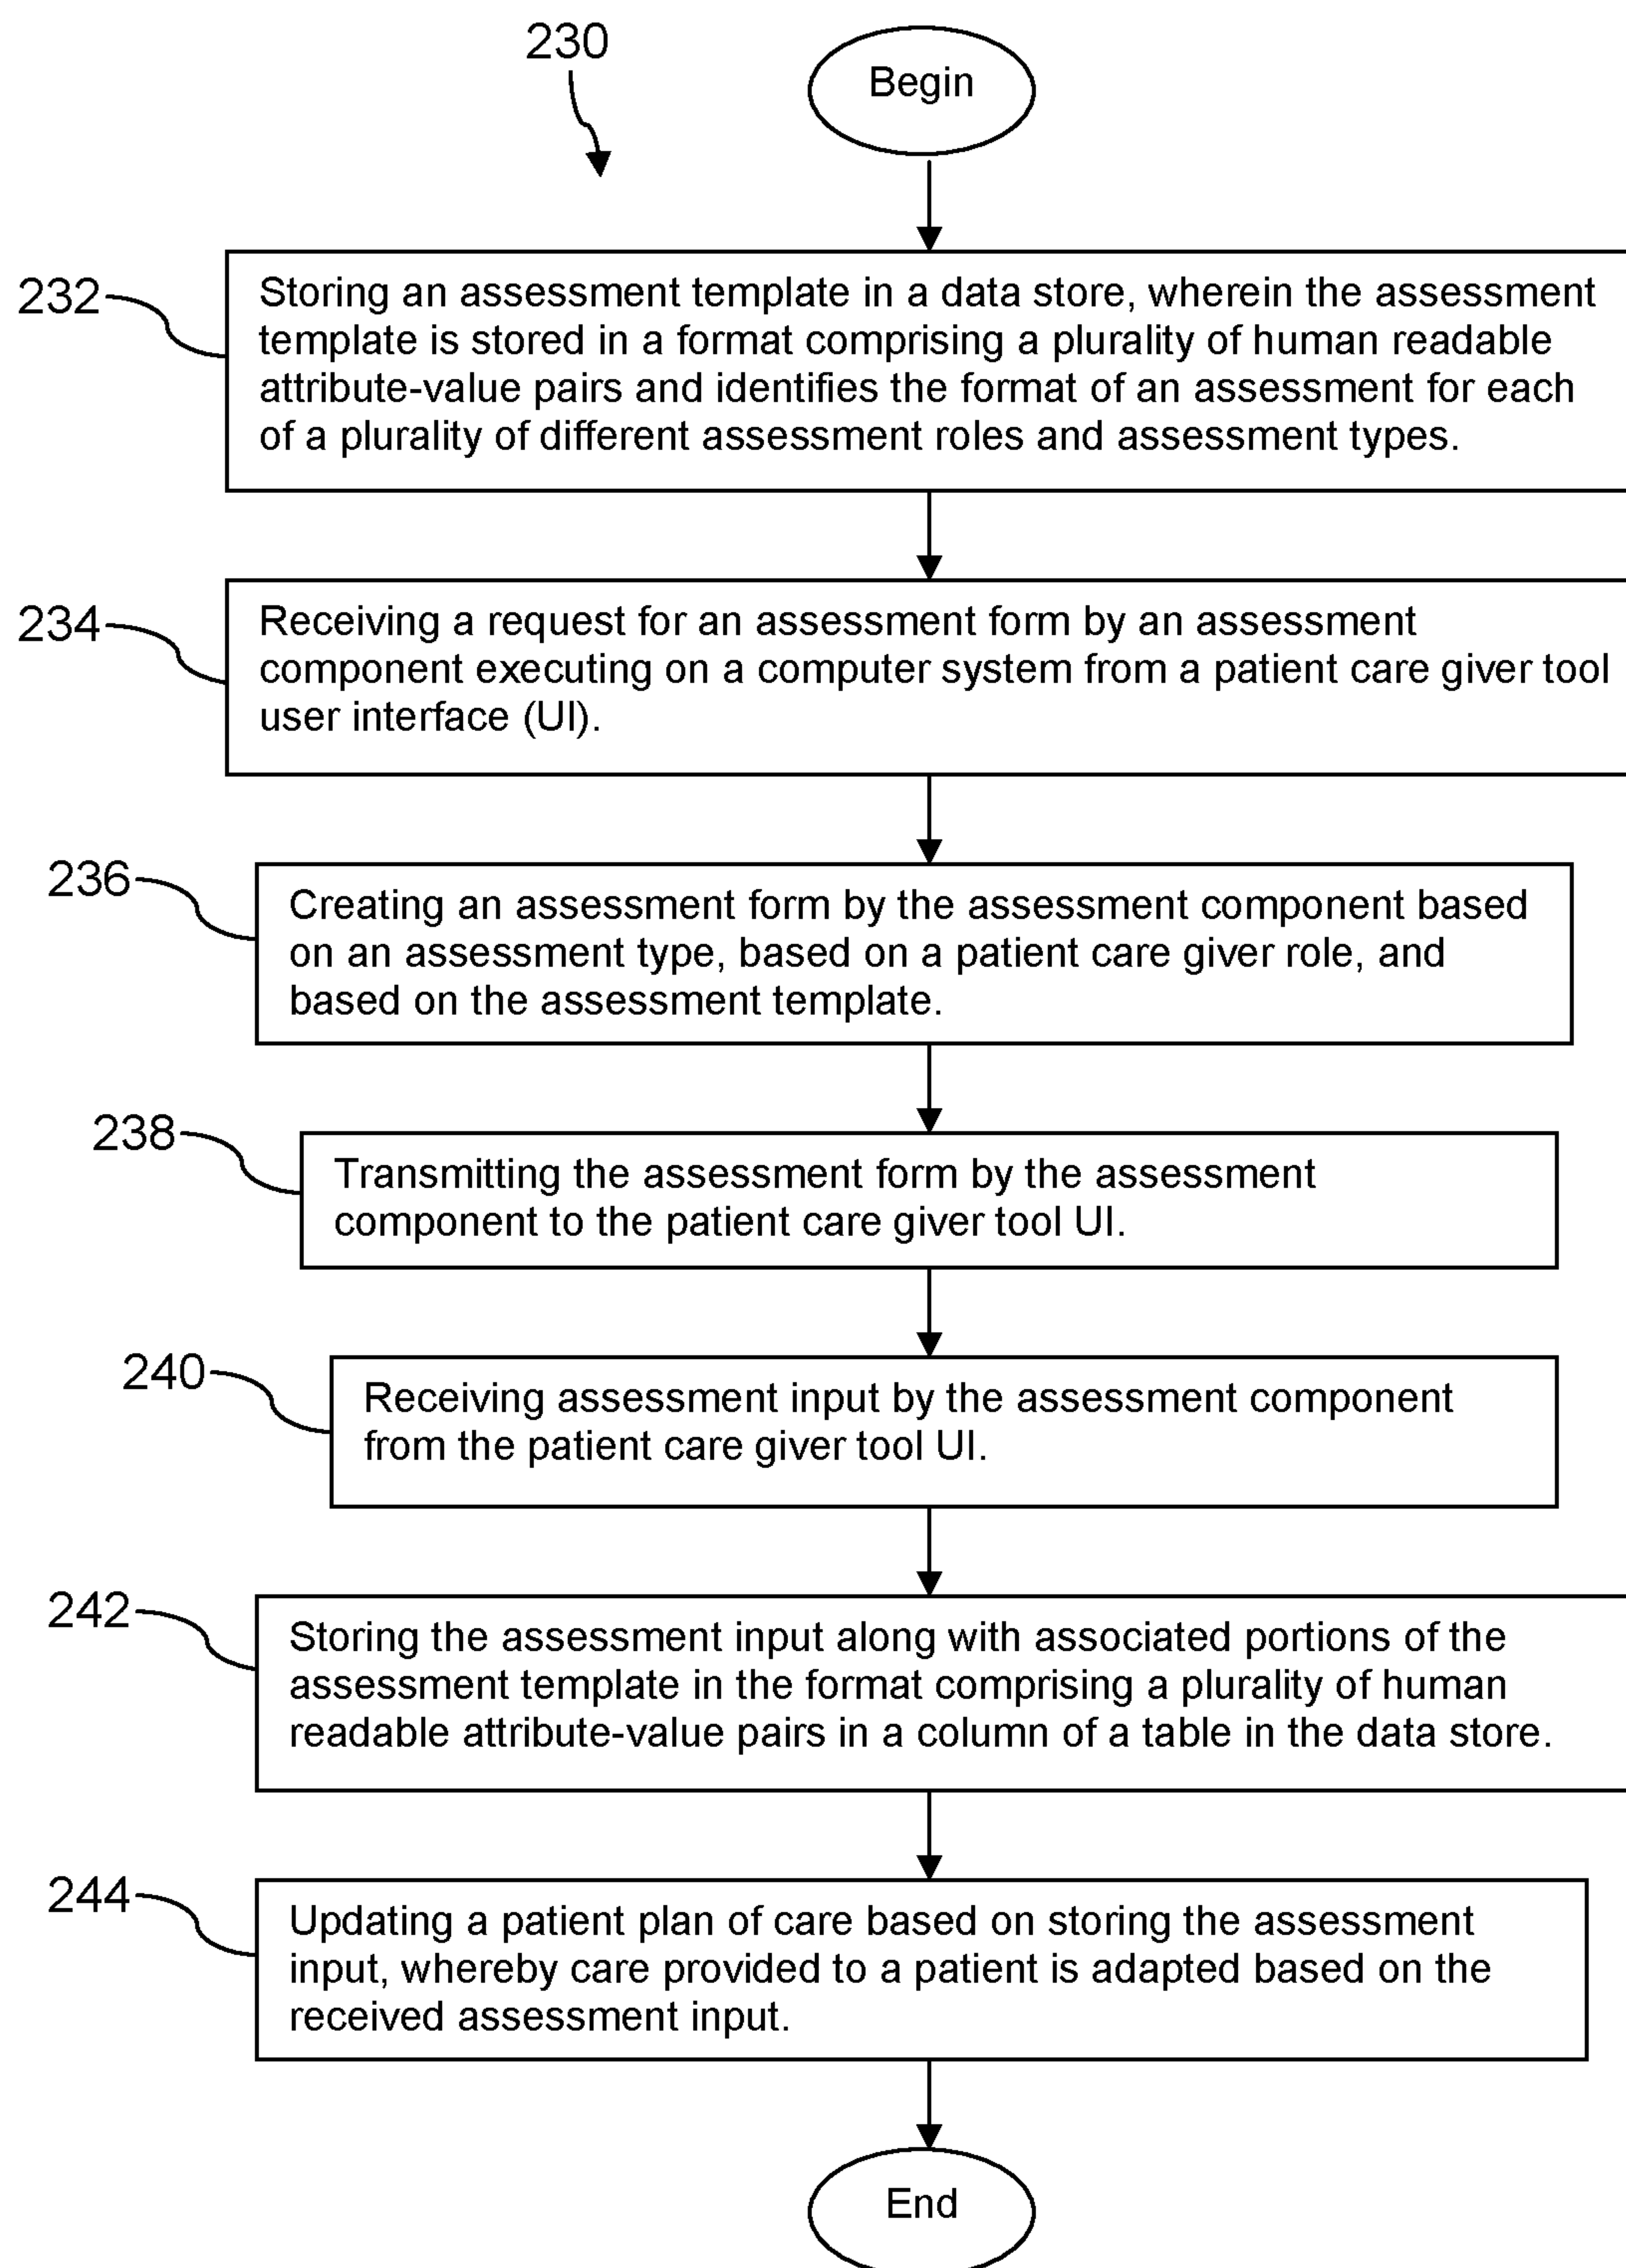 230
Begin
232
Storing an assessment template in a data store, wherein the assessment
template is stored in a format comprising a plurality of human readable
attribute-value pairs and identifies the format of an assessment for each
of a plurality of different assessment roles and assessment types.
234
Receiving a request for an assessment form by an assessment
component executing on a computer system from a patient care giver tool
user interface (UI).
236
Creating an assessment form by the assessment component based
on an assessment type, based on a patient care giver role, and
based on the assessment template.
238
Transmitting the assessment form by the assessment
component to the patient care giver tool UI.
240
Receiving assessment input by the assessment component
from the patient care giver tool UI.
242
Storing the assessment input along with associated portions of the
assessment template in the format comprising a plurality of human
readable attribute-value pairs in a column of a table in the data store.
244
Updating a patient plan of care based on storing the assessment
input, whereby care provided to a patient is adapted based on the
received assessment input.
End